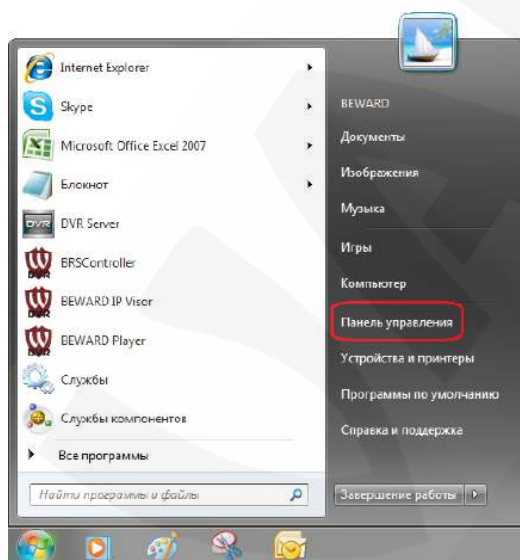 Internet Explorer
Skype
Microsoft Office Excel 2007
Блокнот
DVR Server
BRSController
BEWARD IP Visor
BEWARD Player
Службы
Службы компонентов
Все программы
Найти программы и файлы
BEWARD
Документы
Изображения
Музыка
Игры
Компьютер
Панель управления
Устройства и принтеры
Программы по умолчанию
Справка и поддержка
Завершение работы